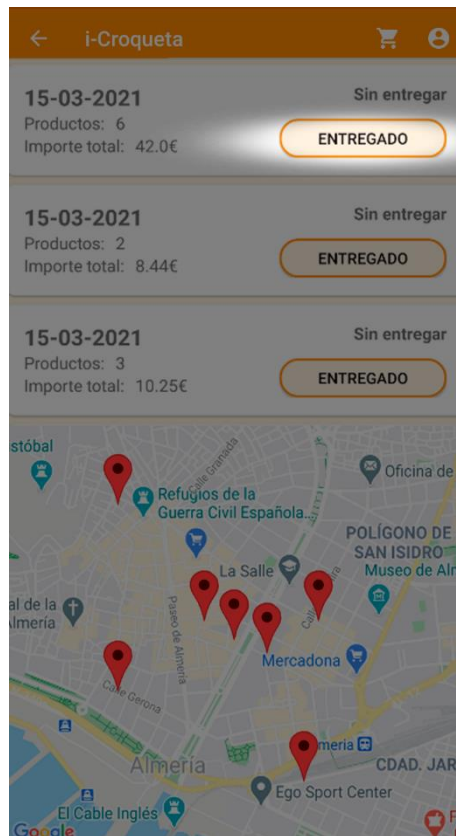 i-Croqueta
15-03-2021
Sin entregar
Productos: 6
Importe total: 42.0€
ENTREGADO
15-03-2021
Sin entregar
Productos: 2
Importe total: 8.44€
ENTREGADO
15-03-2021
Sin entregar
Productos: 3
Importe total: 10.25€
ENTREGADO
stóbal
Calle Granada
Oficina de
Refugios de la
Guerra Civil Española...
POLÍGONO DE
SAN ISIDRO
La Salle
Museo de Alr
al de la
lmería
Paseo de Almería
Mercadona
Calle Gerona
meria
Almería
CDAD. JAR
Ego Sport Center
El Cable Inglés
Google